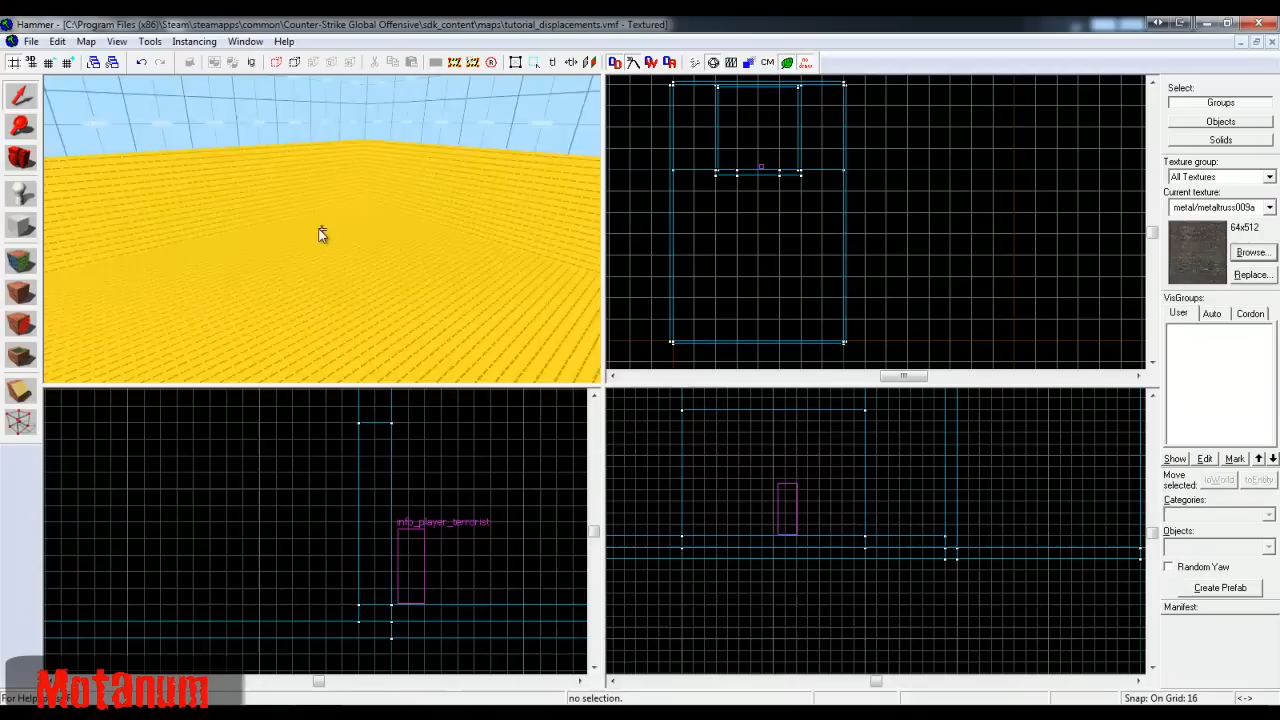 Hammer - [C:\Program Files (x86)\Steam\steamapps\common\Counter-Strike Global Offensive\sdk_content\maps\tutorial_displacements.vmf - Textured]
File Edit Map View Tools Instancing Window Help
Select:
Groups
Objects
Solids
Texture group:
All Textures
Current texture:
metal/metaltruss009a
64x512
Browse...
Replace...
VisGroups:
User Auto Cordon
Show Edit Mark
Move selected: toWorld toEntity
Categories:
Objects:
Random Yaw
Create Prefab
Manifest:
info_player_terrorist
Motanum
no selection.
Snap: On Grid: 16 <->